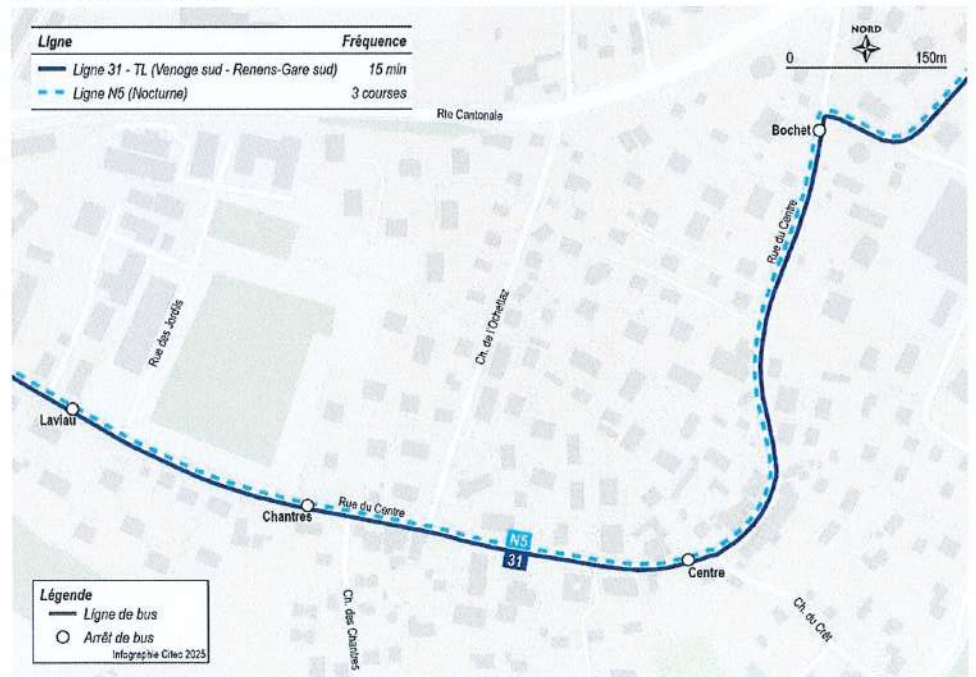 Ligne Fréquence
Ligne 31 - TL (Venoge sud - Renens-Gare sud) 15 min
Ligne N5 (Nocturne) 3 courses
NORD
0 150m
Rte Cantonale
Bochet
Rue du Centre
Ch. de l'Ochettaz
Rue des Jordils
Laviau
Chantres
Rue du Centre
N5
31
Centre
Ch. des Chantres
Ch. du Crêt
Légende
Ligne de bus
Arrêt de bus
Infographie Citec 2025